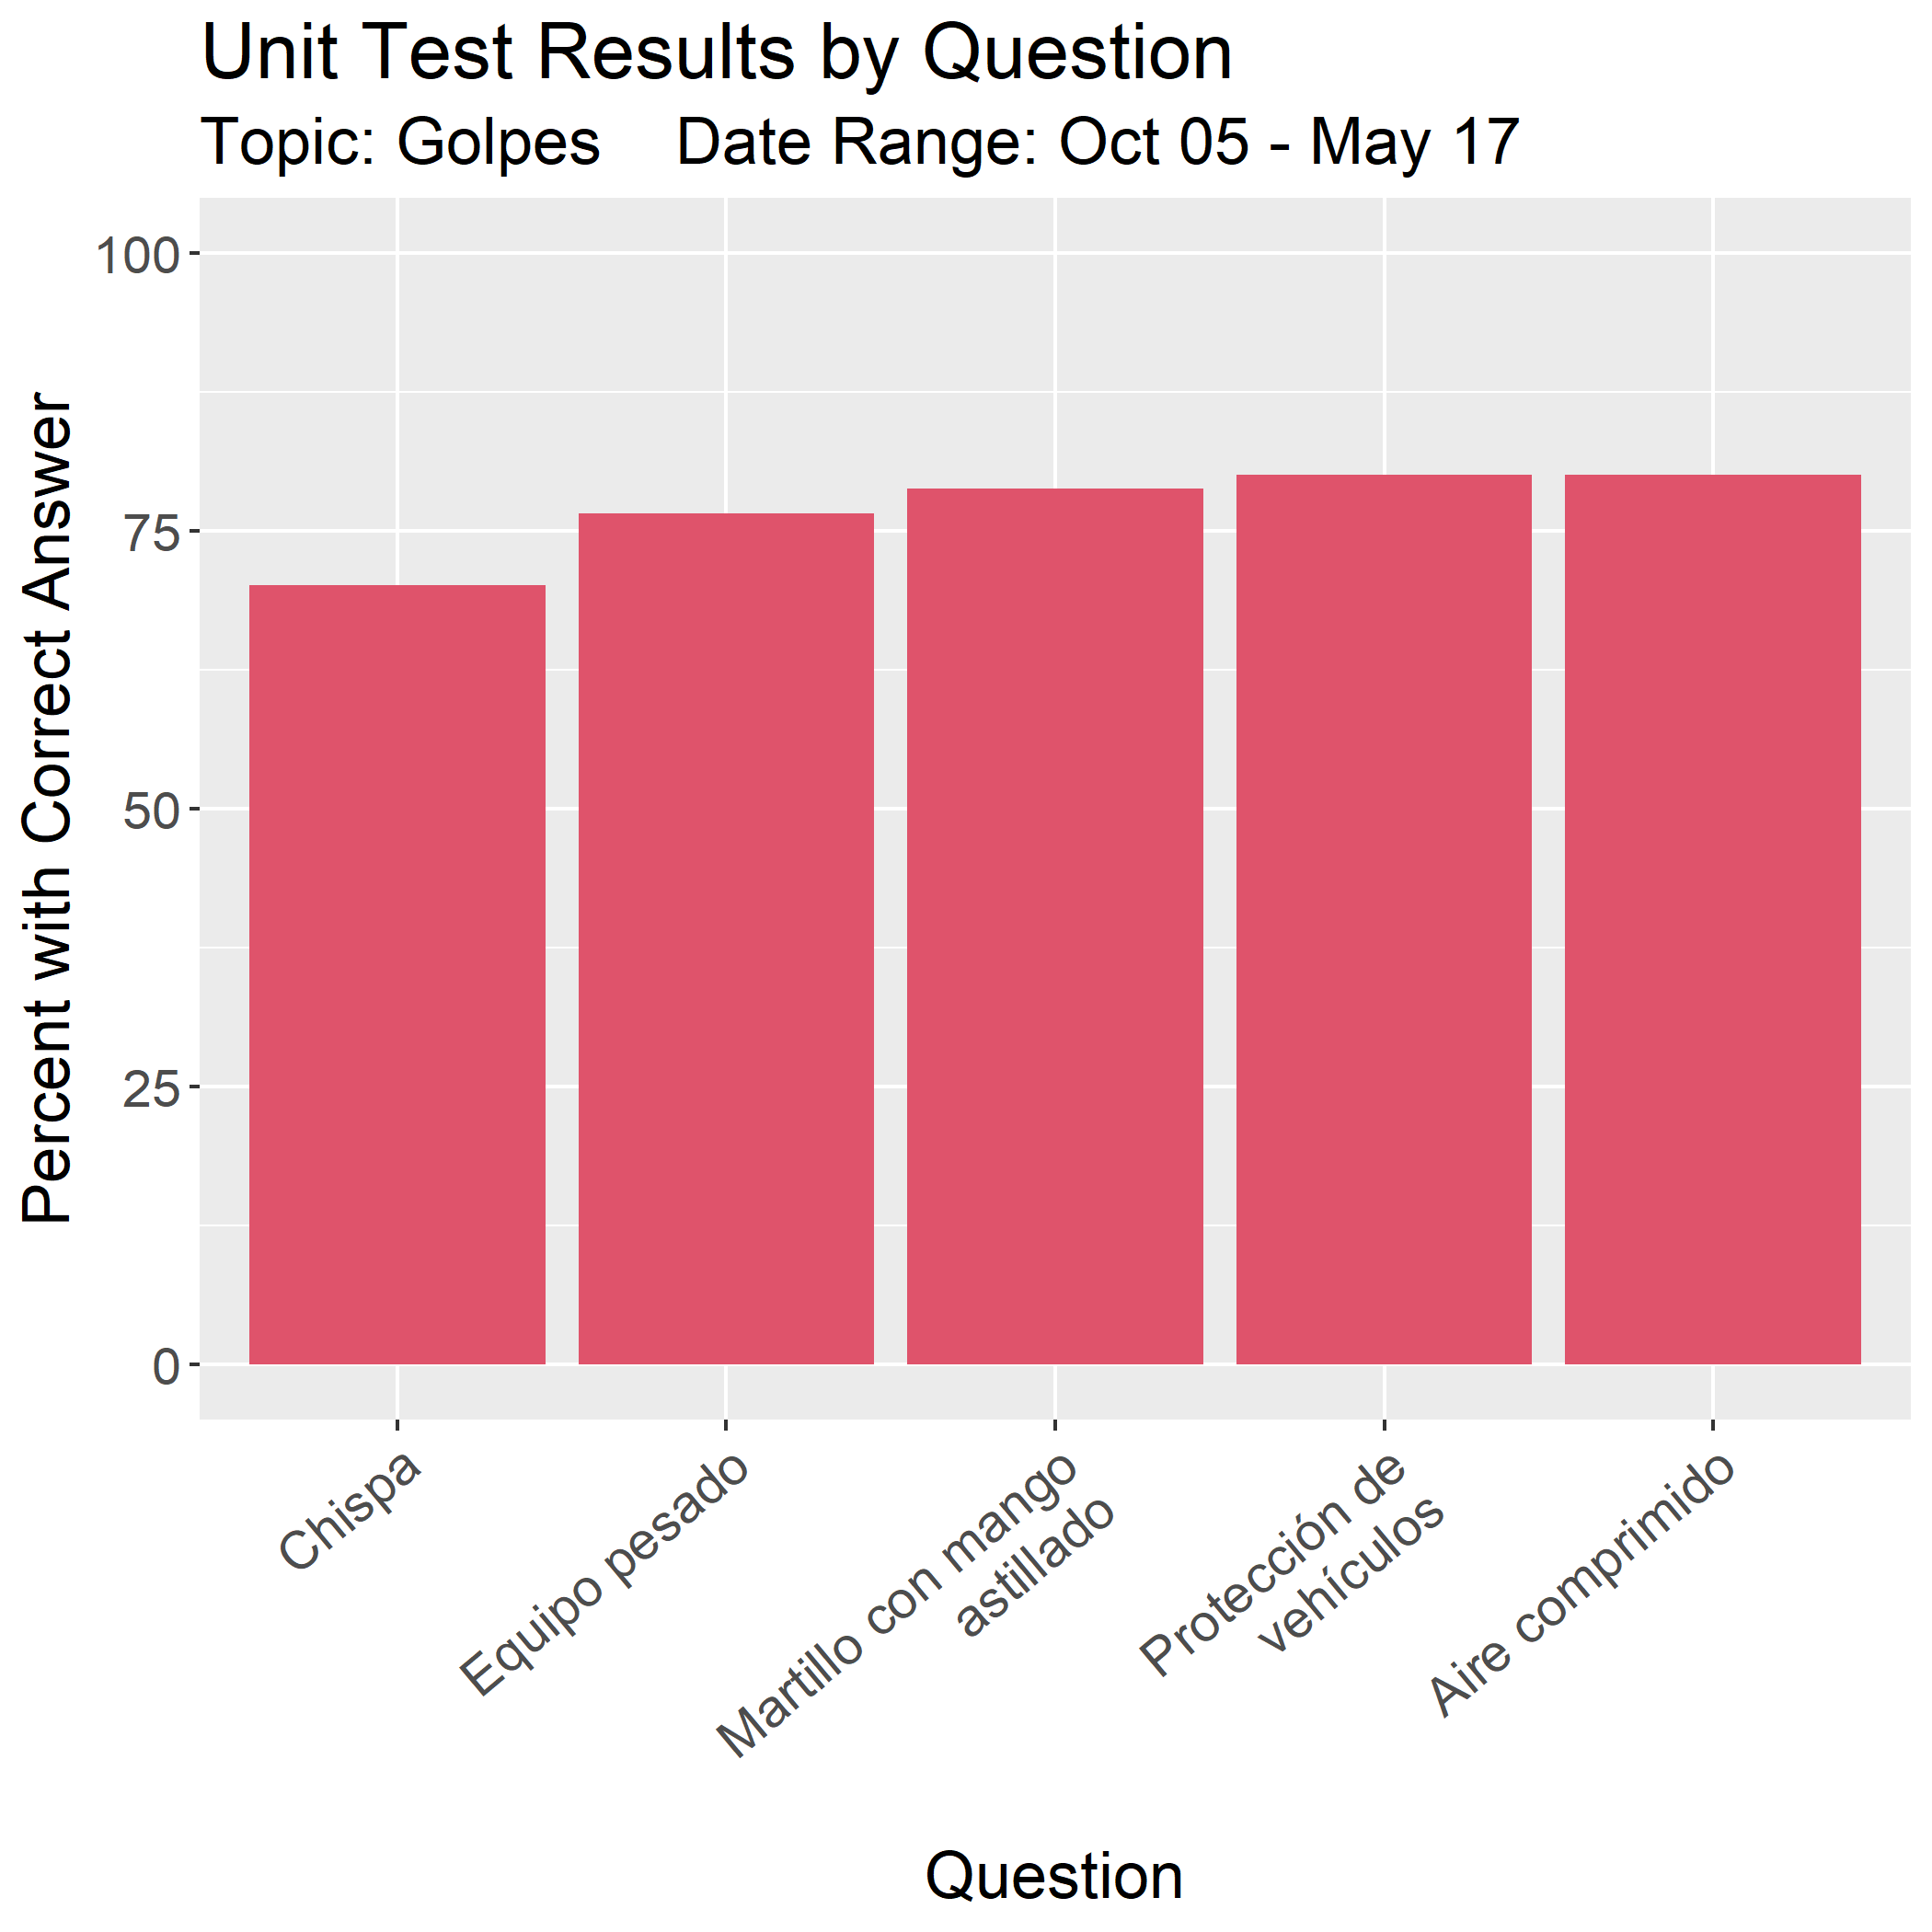 Unit Test Results by Question
Topic: Golpes    Date Range: Oct 05 - May 17
Percent with Correct Answer
100
75
50
25
0
Chispa
Equipo pesado
Martillo con mango
astillado
Protección de
vehículos
Aire comprimido
Question